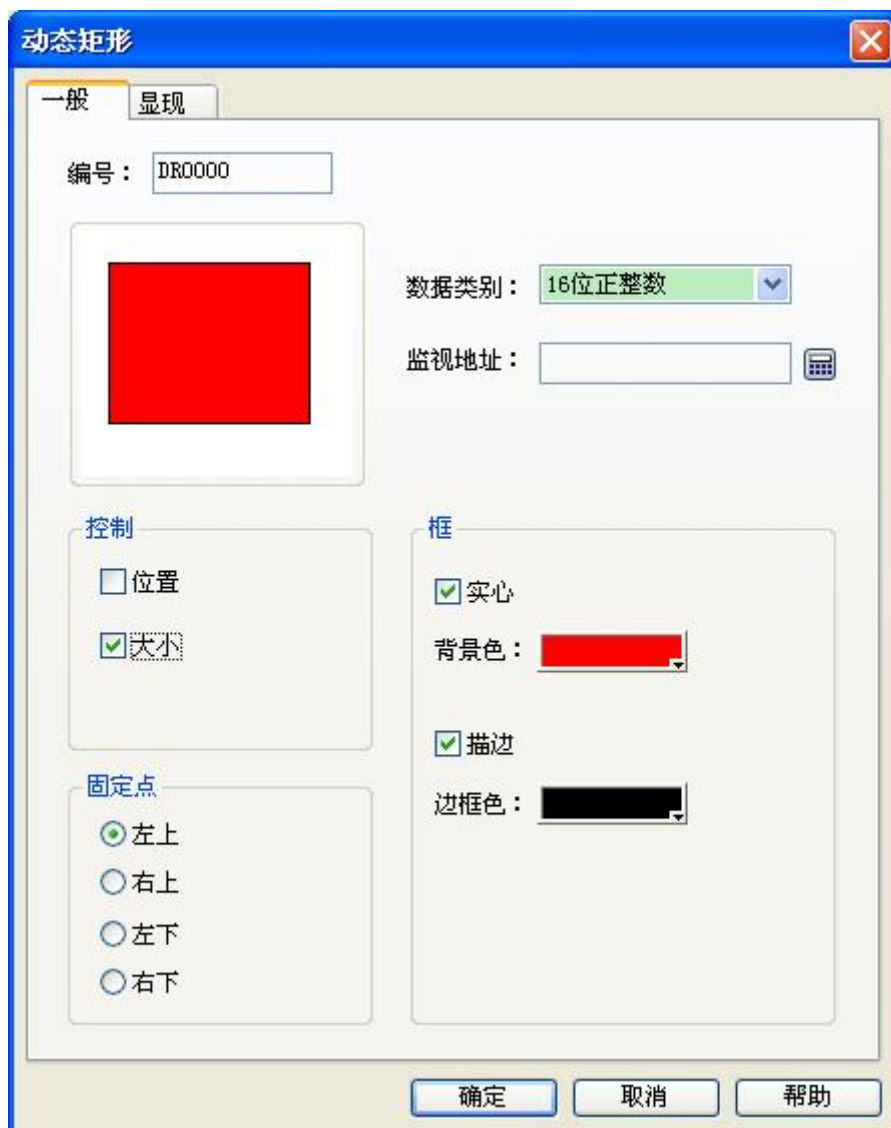 动态矩形
一般 显现
编号： DR0000
数据类别： 16位正整数
监视地址：
控制
位置
大小
固定点
左上
右上
左下
右下
框
实心
背景色：
描边
边框色：
确定 取消 帮助